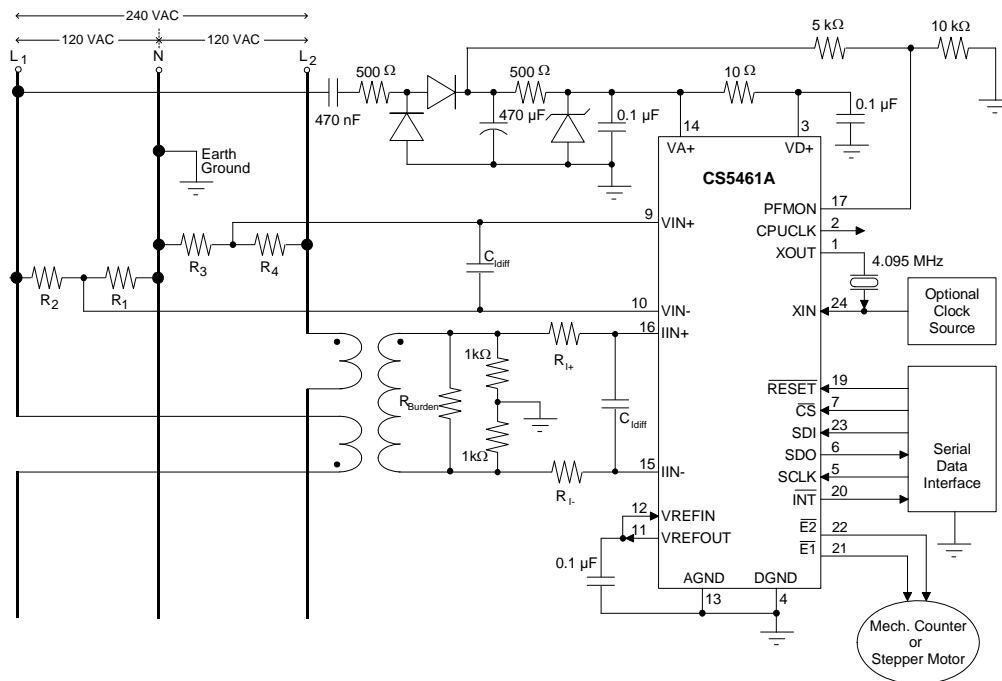 240 VAC
120 VAC
120 VAC
L1
N
L2
5 kΩ
10 kΩ
500 Ω
500 Ω
10 Ω
470 nF
470 µF
0.1 µF
0.1 µF
14
3
VA+
VD+
Earth
Ground
CS5461A
PFMON
17
CPUCLK
2
XOUT
1
9
VIN+
R3
R4
CIdiff
4.095 MHz
R2
R1
10
VIN-
XIN
24
Optional
Clock
Source
16
IIN+
1kΩ
RI+
RBurden
CIdiff
1kΩ
15
IIN-
RI-
RESET
19
CS
7
SDI
23
SDO
6
SCLK
5
INT
20
Serial
Data
Interface
12
VREFIN
11
VREFOUT
E2
22
E1
21
0.1 µF
AGND
DGND
13
4
Mech. Counter
or
Stepper Motor